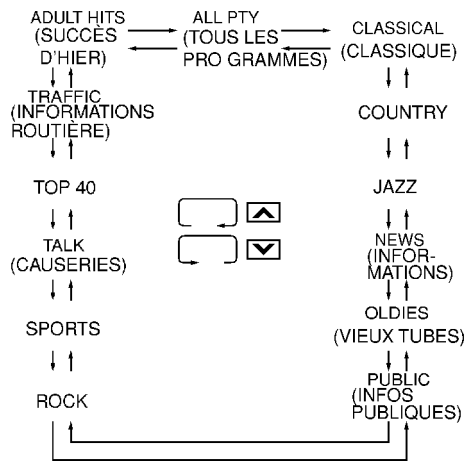 ADULT HITS
(SUCCÈS
D'HIER)
ALL PTY
(TOUS LES
PRO GRAMMES)
CLASSICAL
(CLASSIQUE)
TRAFFIC
(INFORMATIONS
ROUTIÈRE)
COUNTRY
TOP 40
JAZZ
TALK
(CAUSERIES)
NEWS
(INFOR-
MATIONS)
SPORTS
OLDIES
(VIEUX TUBES)
ROCK
PUBLIC
(INFOS
PUBLIQUES)